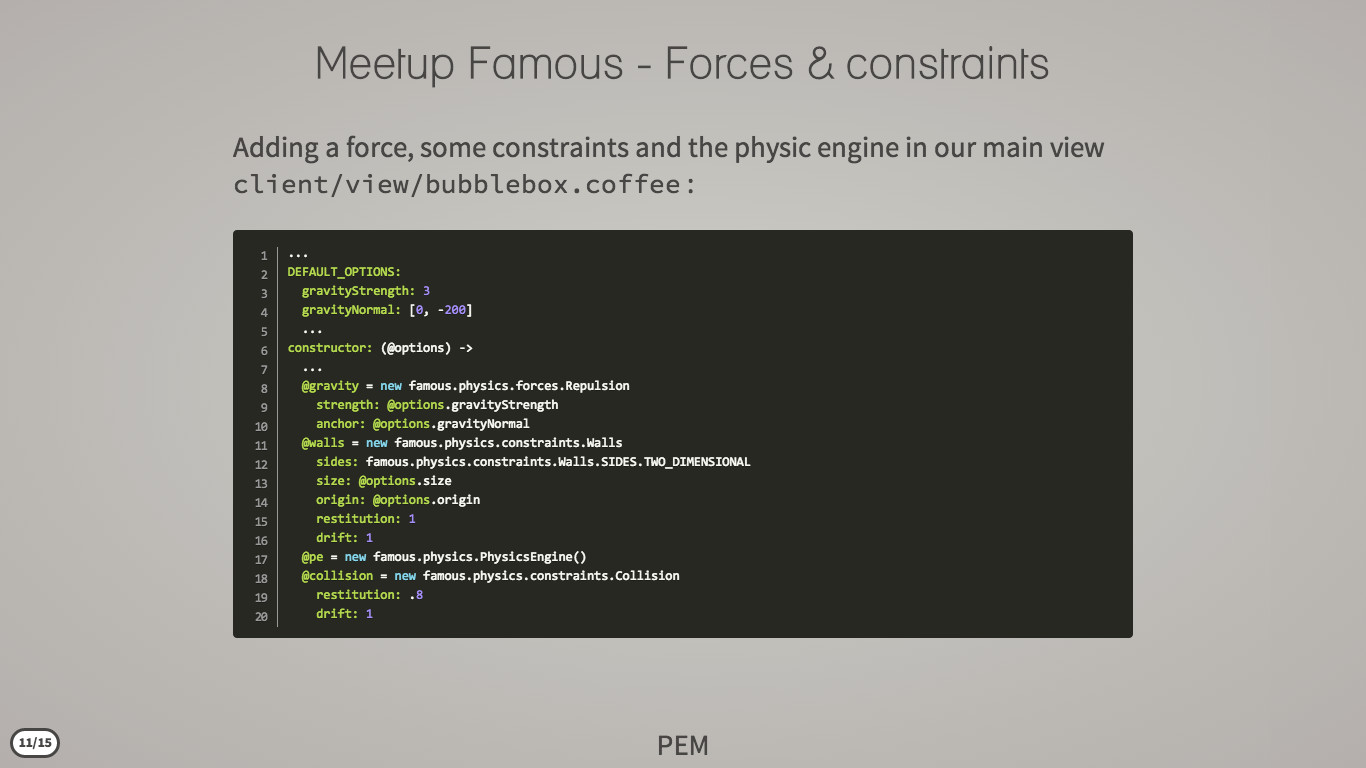 Meetup Famous - Forces & constraints
Adding a force, some constraints and the physic engine in our main view
client/view/bubblebox.coffee:
1 ...
2 DEFAULT_OPTIONS:
3   gravityStrength: 3
4   gravityNormal: [0, -200]
5   ...
6 constructor: (@options) ->
7   ...
8   @gravity = new famous.physics.forces.Repulsion
9     strength: @options.gravityStrength
10     anchor: @options.gravityNormal
11   @walls = new famous.physics.constraints.Walls
12     sides: famous.physics.constraints.Walls.SIDES.TWO_DIMENSIONAL
13     size: @options.size
14     origin: @options.origin
15     restitution: 1
16     drift: 1
17   @pe = new famous.physics.PhysicsEngine()
18   @collision = new famous.physics.constraints.Collision
19     restitution: .8
20     drift: 1
11/15
PEM